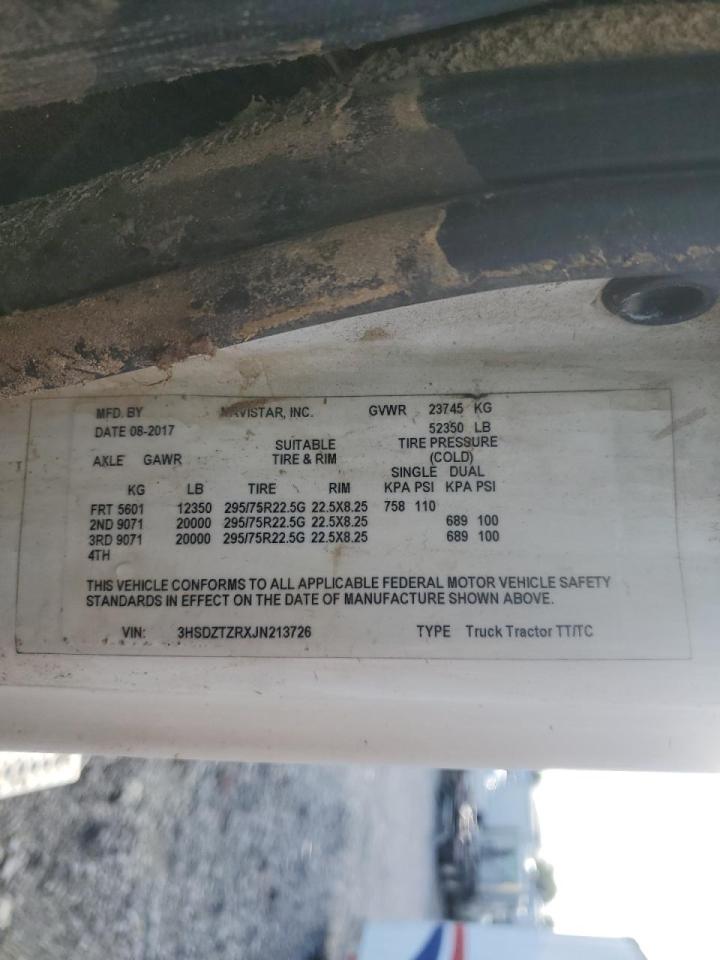 MFD. BY NAVISTAR, INC. GVWR 23745 KG
DATE 08-2017 52350 LB
SUITABLE TIRE PRESSURE
AXLE GAWR TIRE & RIM (COLD)
SINGLE DUAL
KG LB TIRE RIM KPA PSI KPA PSI
FRT 5601 12350 295/75R22.5G 22.5X8.25 758 110
2ND 9071 20000 295/75R22.5G 22.5X8.25 689 100
3RD 9071 20000 295/75R22.5G 22.5X8.25 689 100
4TH
THIS VEHICLE CONFORMS TO ALL APPLICABLE FEDERAL MOTOR VEHICLE SAFETY
STANDARDS IN EFFECT ON THE DATE OF MANUFACTURE SHOWN ABOVE.
VIN: 3HSDZTZRXJN213726 TYPE Truck Tractor TT/TC